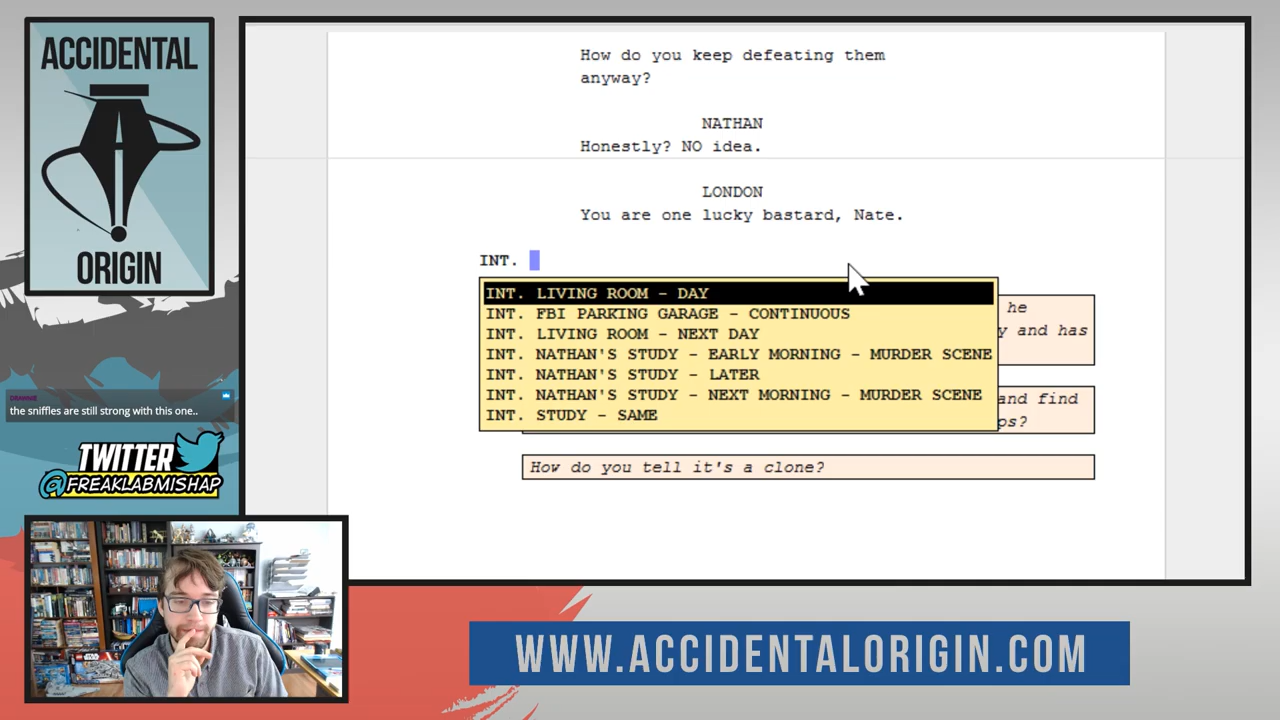 ACCIDENTAL
ORIGIN
How do you keep defeating them
anyway?
NATHAN
Honestly? NO idea.
LONDON
You are one lucky bastard, Nate.
INT.
INT. LIVING ROOM - DAY
INT. FBI PARKING GARAGE - CONTINUOUS
INT. LIVING ROOM - NEXT DAY
INT. NATHAN'S STUDY - EARLY MORNING - MURDER SCENE
INT. NATHAN'S STUDY - LATER
INT. NATHAN'S STUDY - NEXT MORNING - MURDER SCENE
INT. STUDY - SAME
he
y and has
and find
ps?
How do you tell it's a clone?
the sniffles are still strong with this one..
TWITTER
@FREAKLABMISHAP
WWW.ACCIDENTALORIGIN.COM